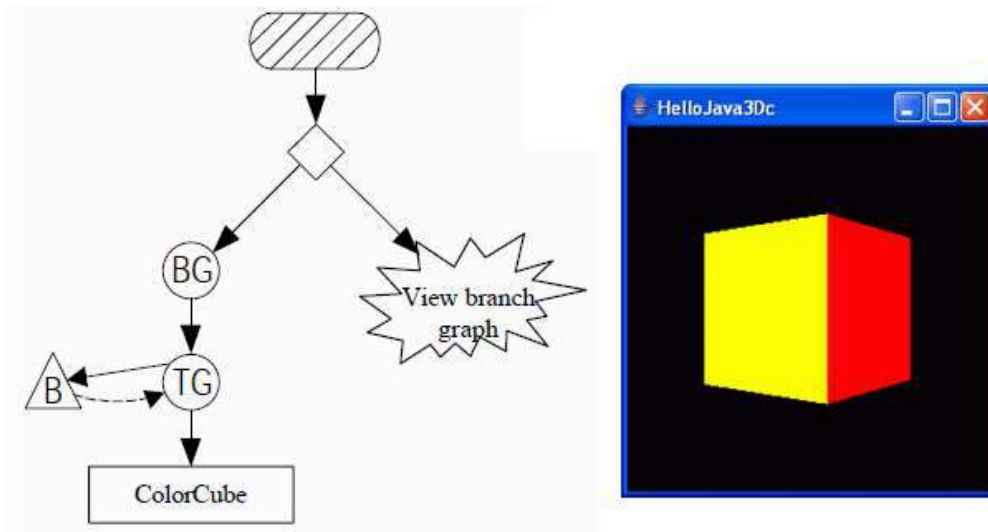 HelloJava3Dc
BG
View branch
graph
TG
B
ColorCube